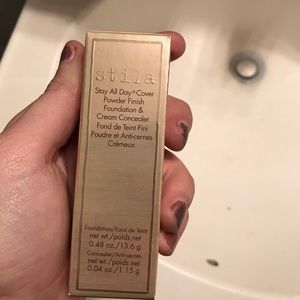 stila
Stay All Day® Cover
Powder Finish
Foundation &
Cream Concealer
Fond de Teint Fini
Poudre et Anti-cernes
Crémeux
Foundation/Fond de Teint
net wt./poids net
0.48 oz./13.6 g
Concealer/Anti-cernes
net wt./poids net
0.04 oz./1.15 g